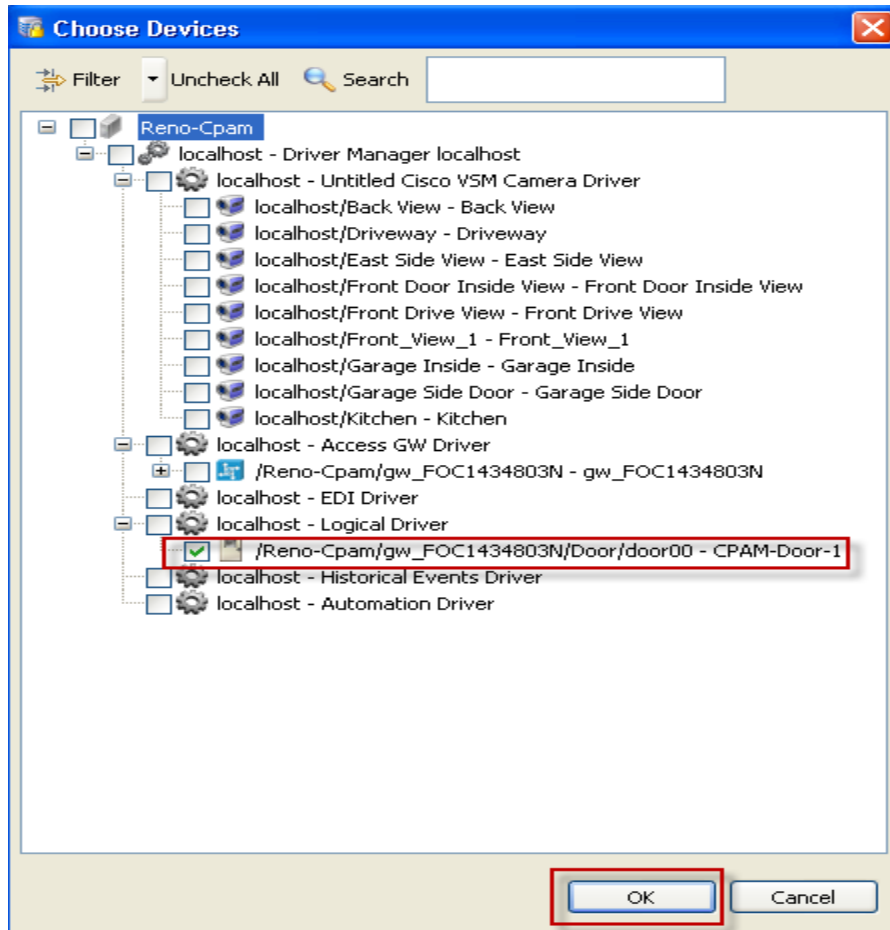 Choose Devices
Filter Uncheck All Search
Reno-Cpam
localhost - Driver Manager localhost
localhost - Untitled Cisco VSM Camera Driver
localhost/Back View - Back View
localhost/Driveway - Driveway
localhost/East Side View - East Side View
localhost/Front Door Inside View - Front Door Inside View
localhost/Front Drive View - Front Drive View
localhost/Front_View_1 - Front_View_1
localhost/Garage Inside - Garage Inside
localhost/Garage Side Door - Garage Side Door
localhost/Kitchen - Kitchen
localhost - Access GW Driver
/Reno-Cpam/gw_FOC1434803N - gw_FOC1434803N
localhost - EDI Driver
localhost - Logical Driver
/Reno-Cpam/gw_FOC1434803N/Door/door00 - CPAM-Door-1
localhost - Historical Events Driver
localhost - Automation Driver
OK Cancel